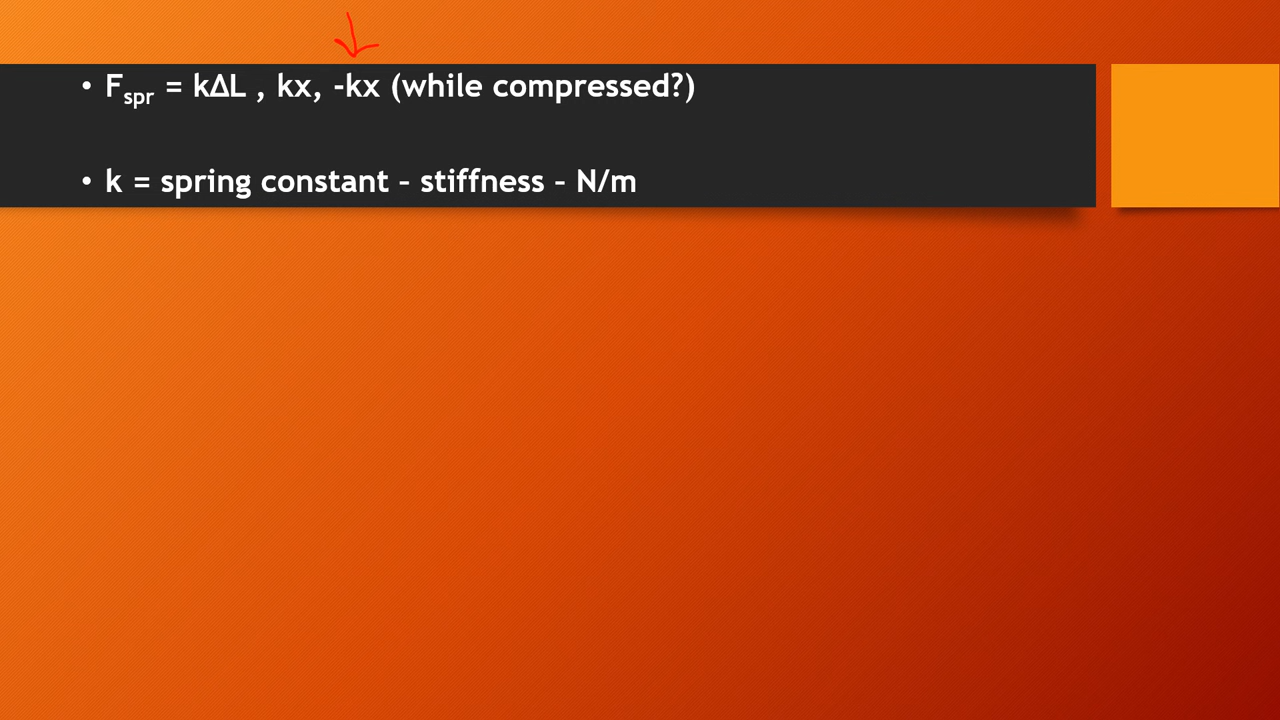 • Fspr = kΔL , kx, -kx (while compressed?)
• k = spring constant – stiffness – N/m